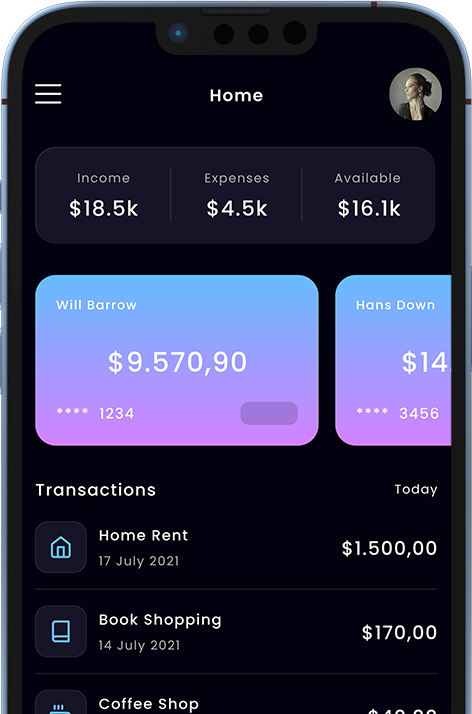 Home
Income Expenses Available
$18.5k $4.5k $16.1k
Will Barrow Hans Down
$9.570,90 $14.
**** 1234 **** 3456
Transactions Today
Home Rent
17 July 2021
$1.500,00
Book Shopping
14 July 2021
$170,00
Coffee Shop